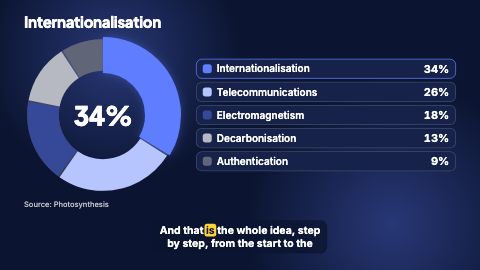 Internationalisation
34%
Internationalisation 34%
Telecommunications 26%
Electromagnetism 18%
Decarbonisation 13%
Authentication 9%
Source: Photosynthesis
And that is the whole idea, step
by step, from the start to the